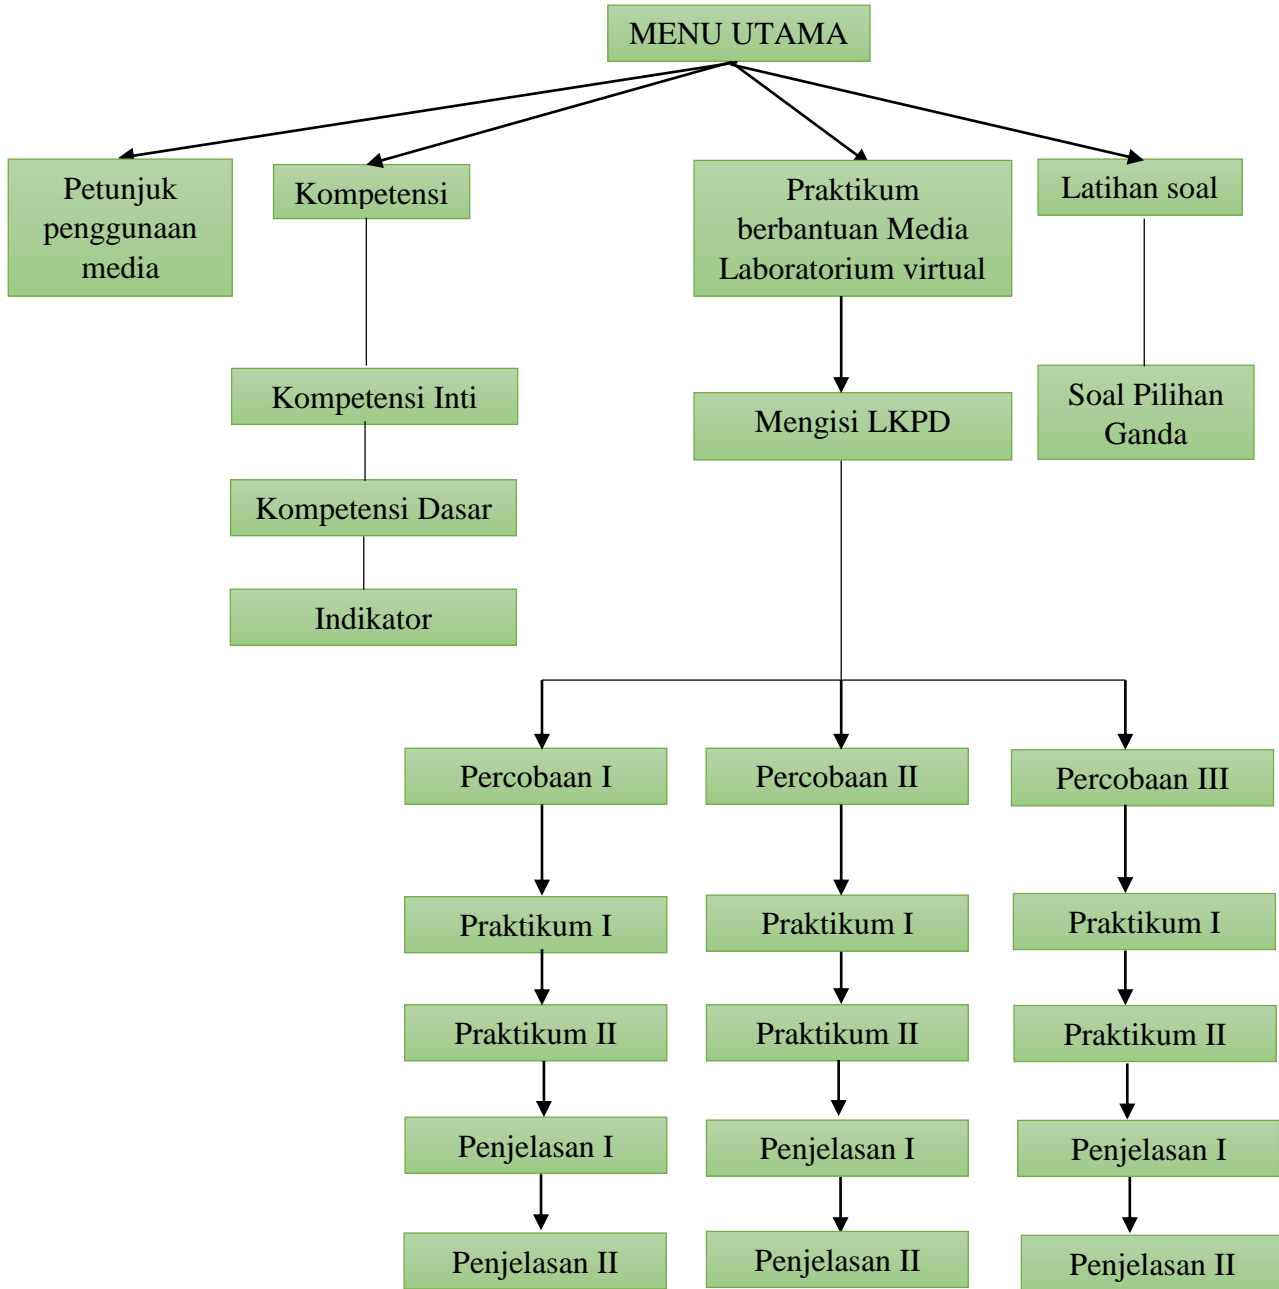 MENU UTAMA
Petunjuk
penggunaan
media
Kompetensi
Praktikum
berbantuan Media
Laboratorium virtual
Latihan soal
Kompetensi Inti
Mengisi LKPD
Soal Pilihan
Ganda
Kompetensi Dasar
Indikator
Percobaan I
Percobaan II
Percobaan III
Praktikum I
Praktikum I
Praktikum I
Praktikum II
Praktikum II
Praktikum II
Penjelasan I
Penjelasan I
Penjelasan I
Penjelasan II
Penjelasan II
Penjelasan II